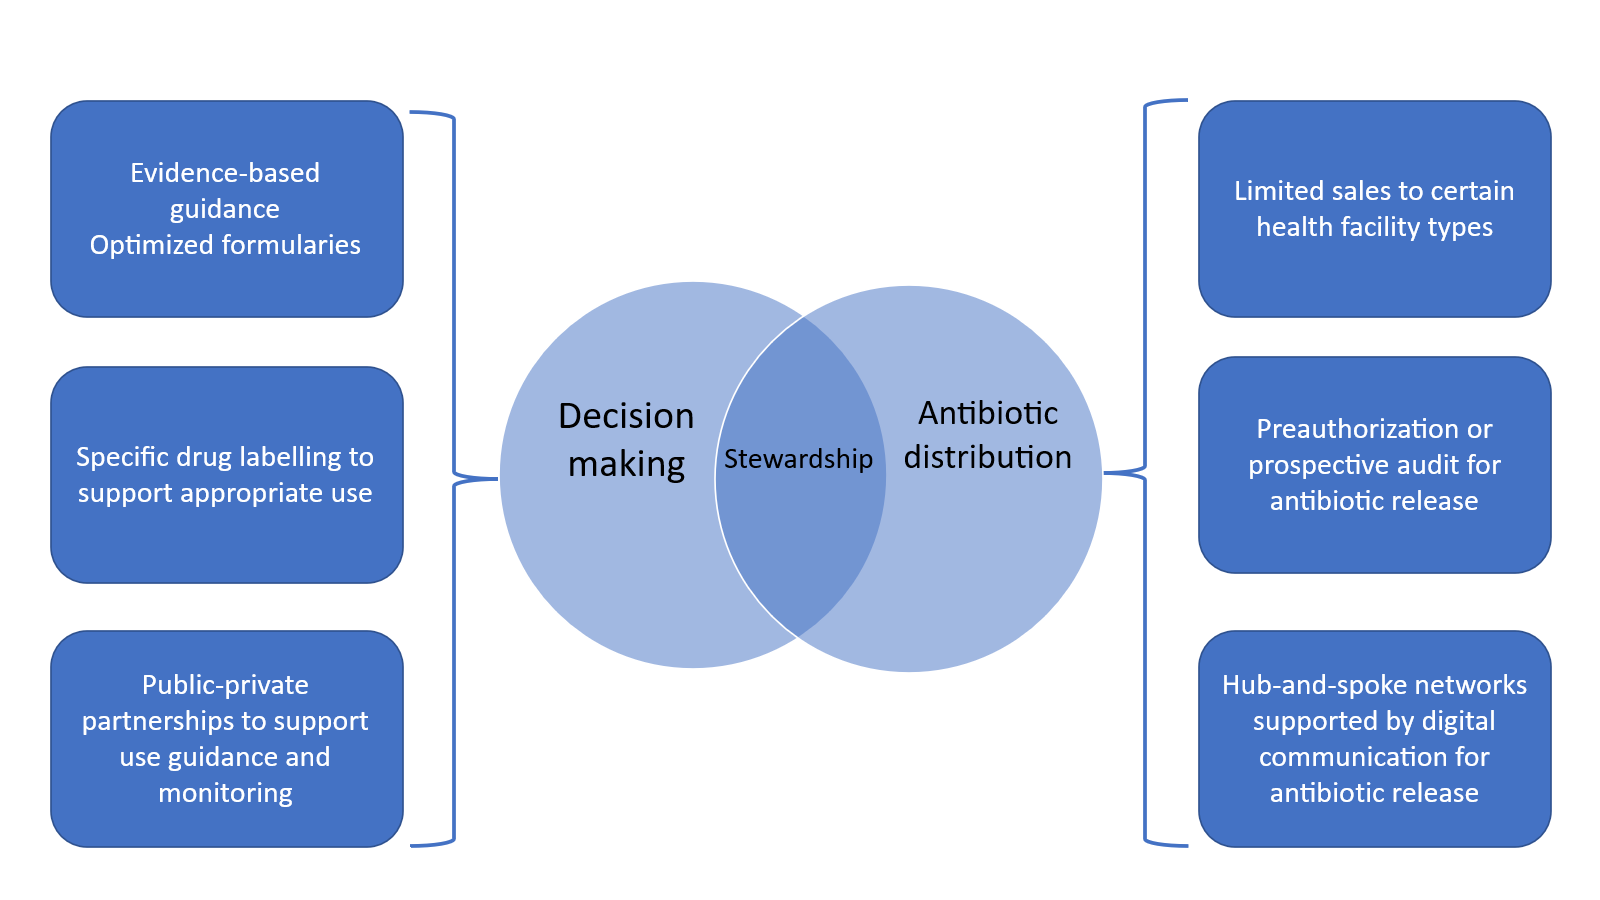 Evidence-based
guidance
Optimized formularies
Specific drug labelling to
support appropriate use
Public-private
partnerships to support
use guidance and
monitoring
Decision
making
Stewardship
Antibiotic
distribution
Limited sales to certain
health facility types
Preauthorization or
prospective audit for
antibiotic release
Hub-and-spoke networks
supported by digital
communication for
antibiotic release